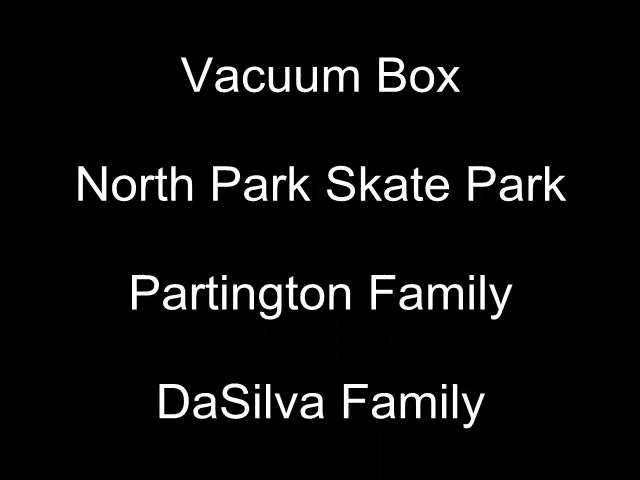 Vacuum Box
North Park Skate Park
Partington Family
DaSilva Family